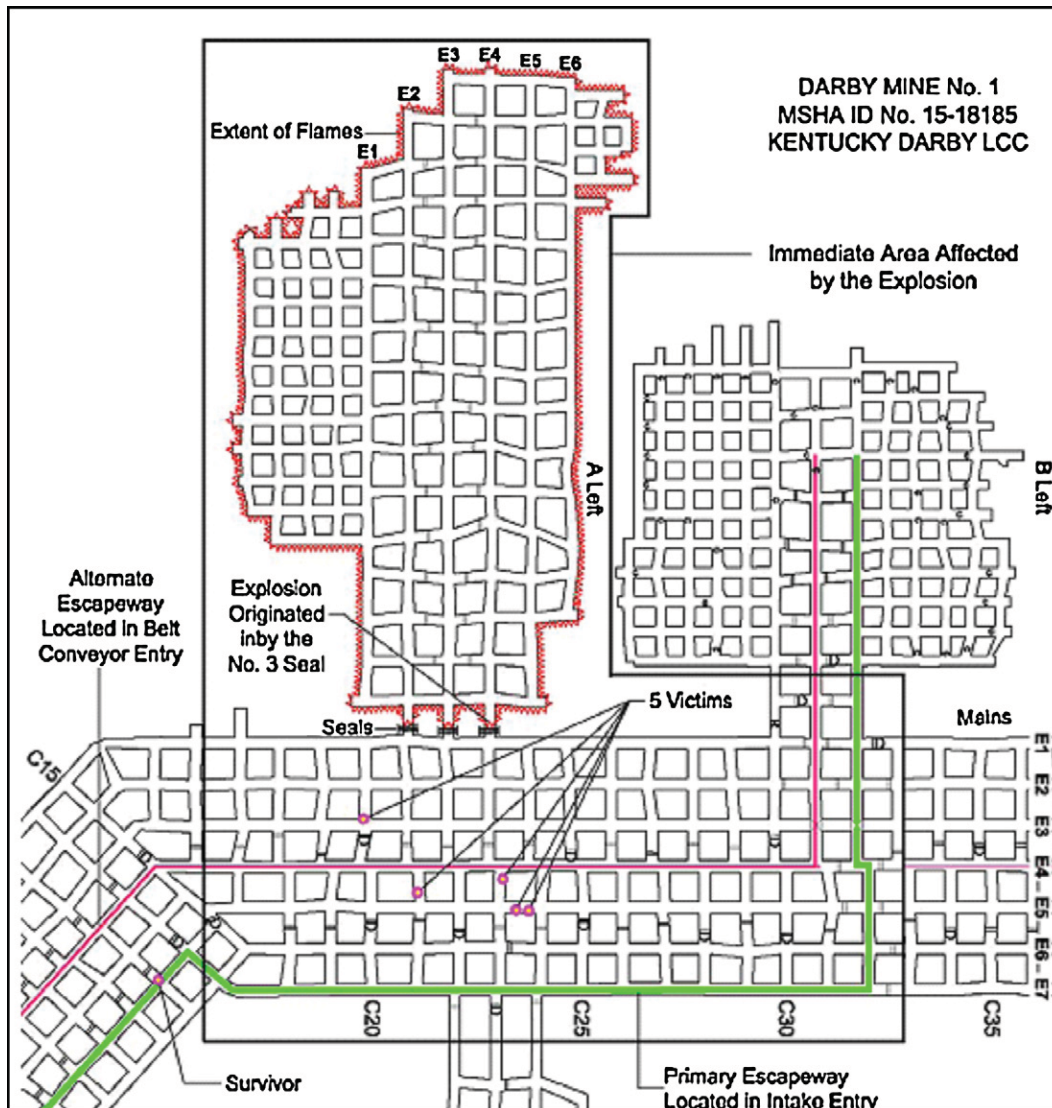 E3 E4 E5 E6
E2
E1
Extent of Flames
DARBY MINE No. 1
MSHA ID No. 15-18185
KENTUCKY DARBY LCC
Immediate Area Affected
by the Explosion
A Left
B Left
Alternate
Escapeway
Located in Belt
Conveyor Entry
Explosion
Originated
inby the
No. 3 Seal
Seals
5 Victims
Mains
E1
E2
E3
E4
E5
E6
E7
C15
C20
C25
C30
C35
Survivor
Primary Escapeway
Located in Intake Entry